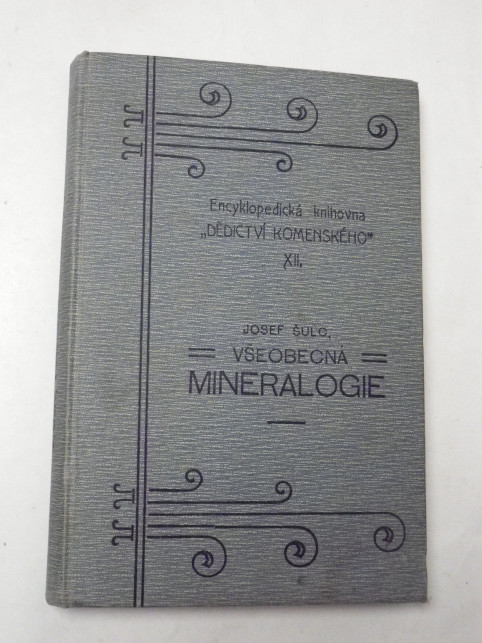 Encyklopedická knihovna
„DĚDICTVÍ KOMENSKÉHO"
XII.
JOSEF ŠULC,
VŠEOBECNÁ
MINERALOGIE